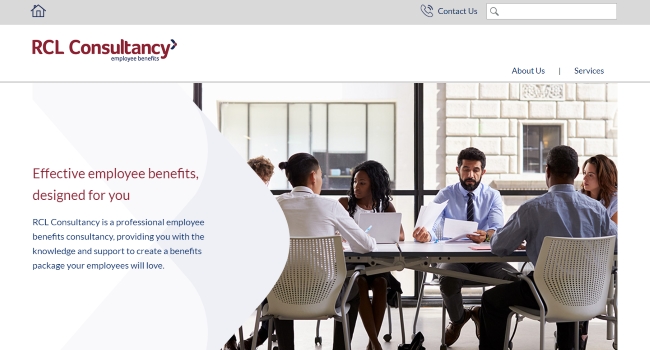 Contact Us
RCL Consultancy
employee benefits
About Us | Services
Effective employee benefits,
designed for you
RCL Consultancy is a professional employee
benefits consultancy, providing you with the
knowledge and support to create a benefits
package your employees will love.